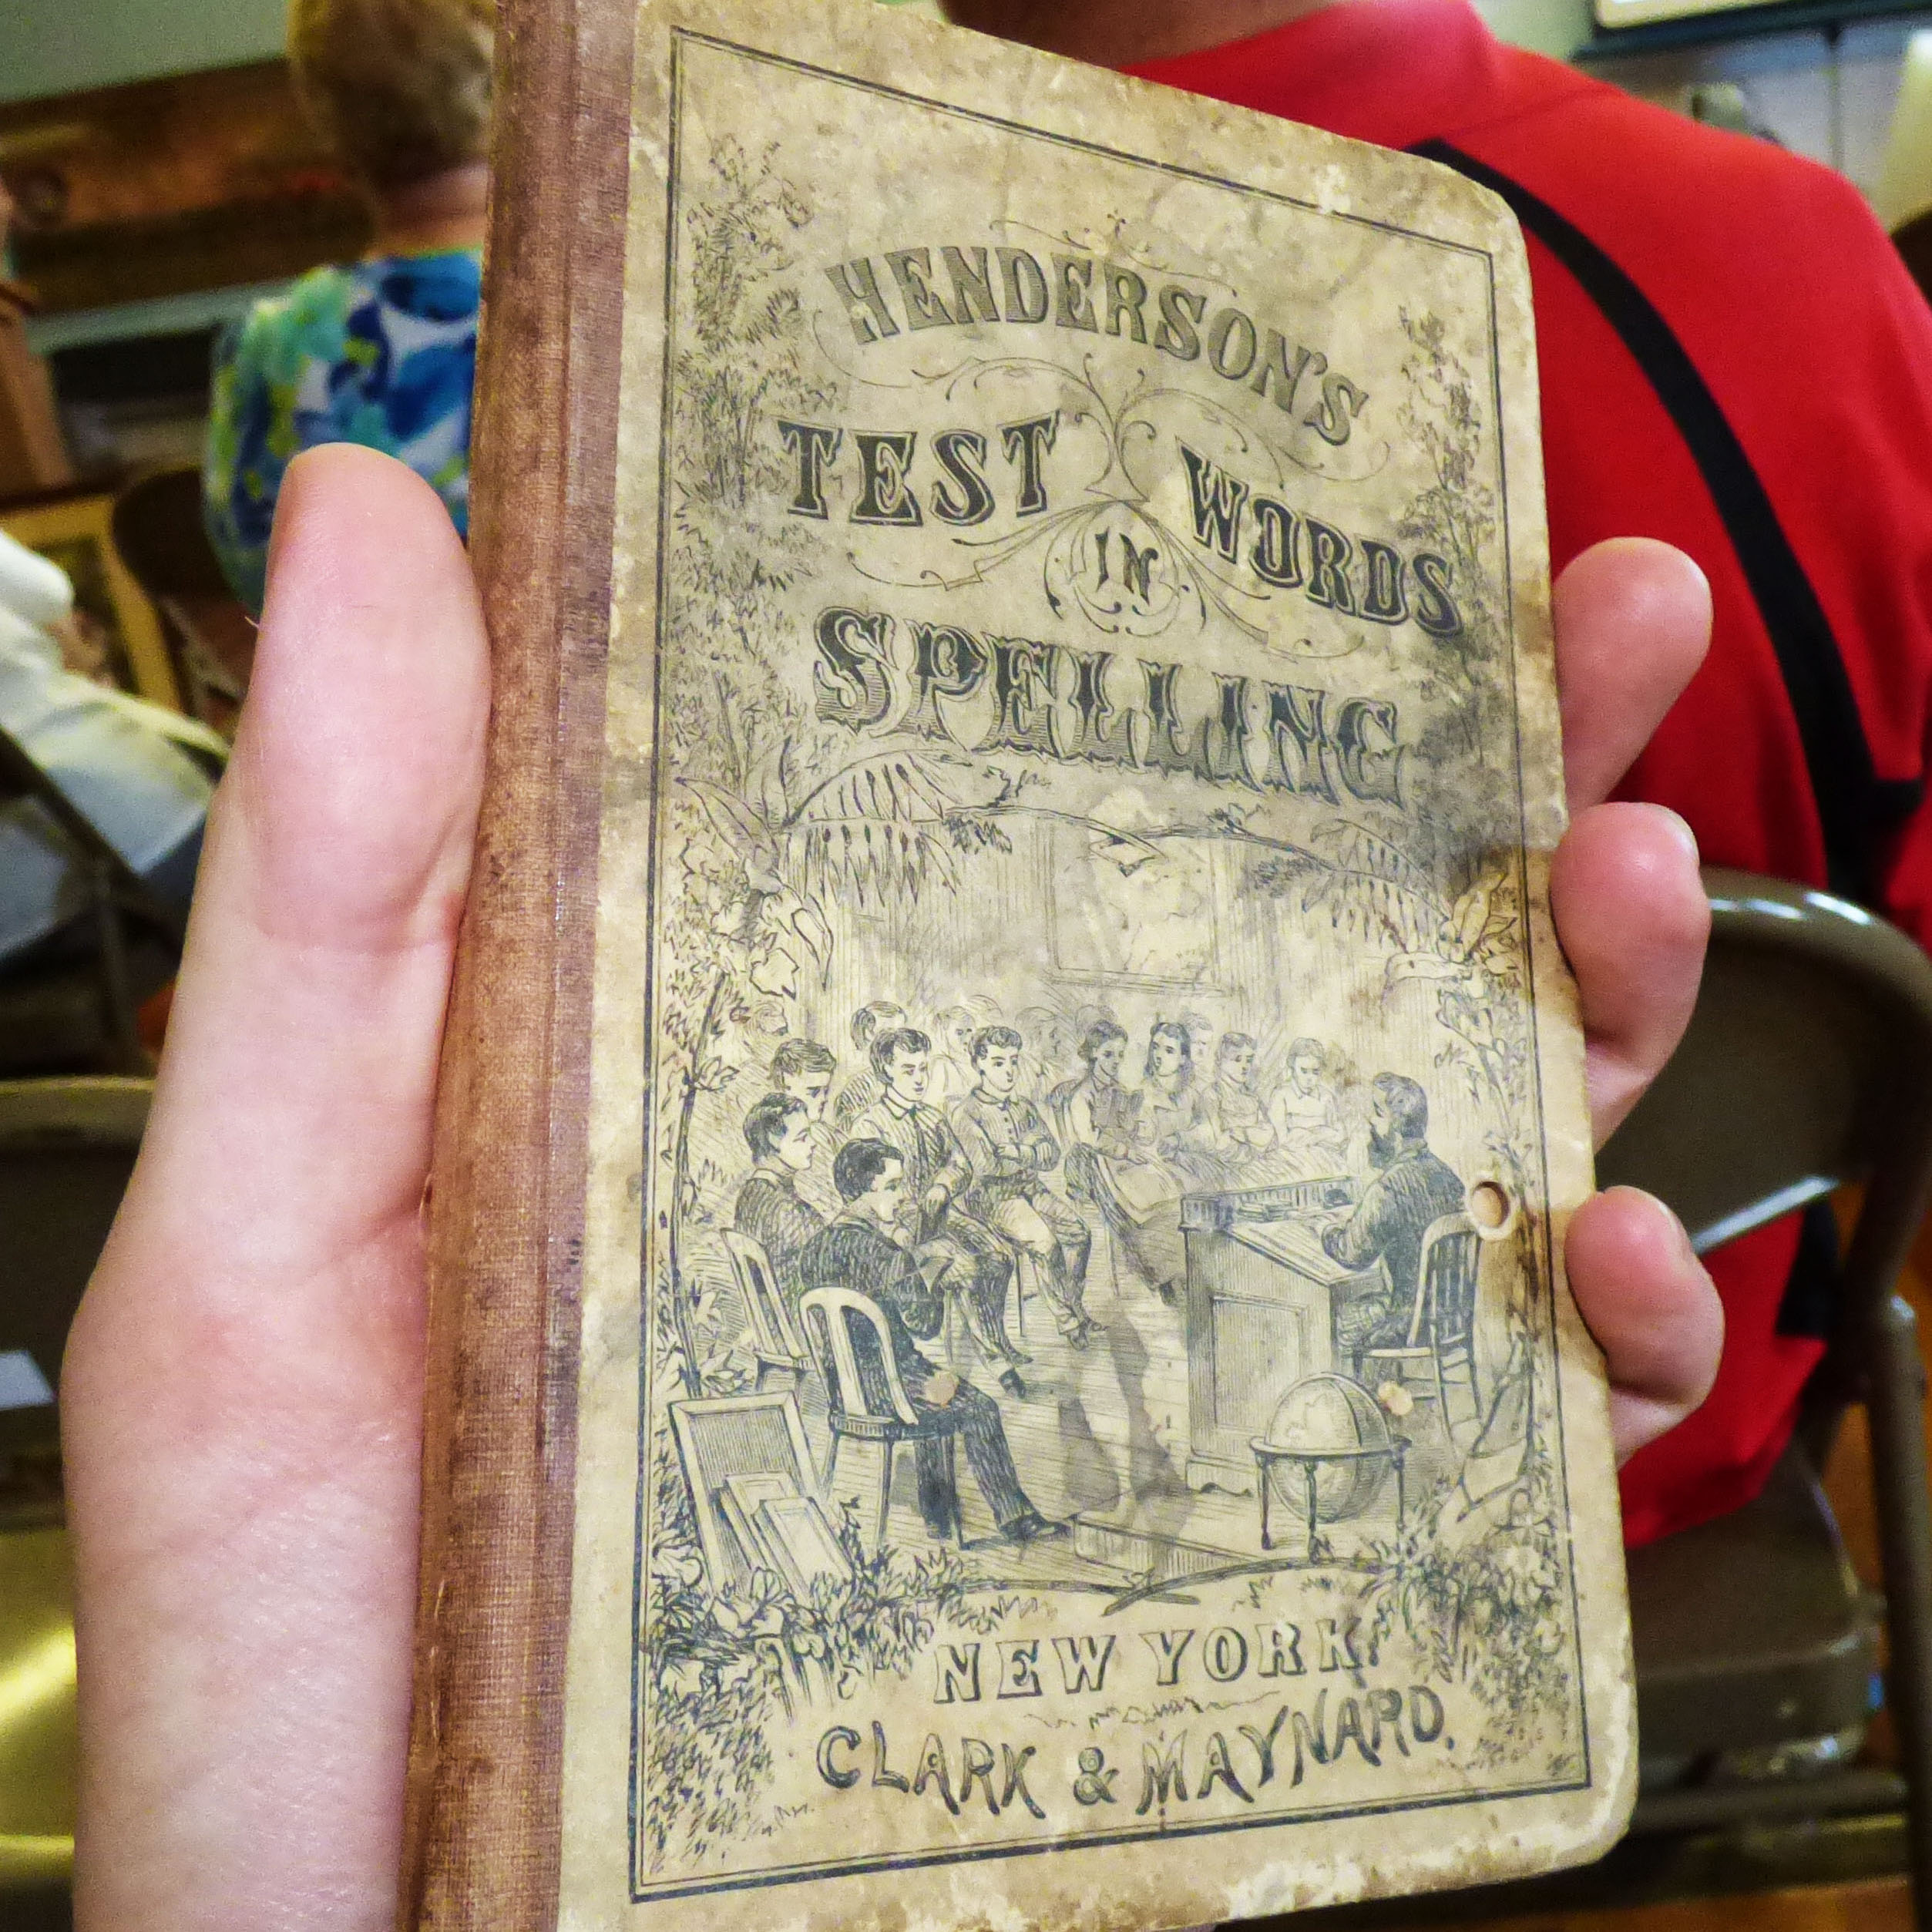 HENDERSON'S
TEST WORDS
IN
SPELLING
NEW YORK.
CLARK & MAYNARD.